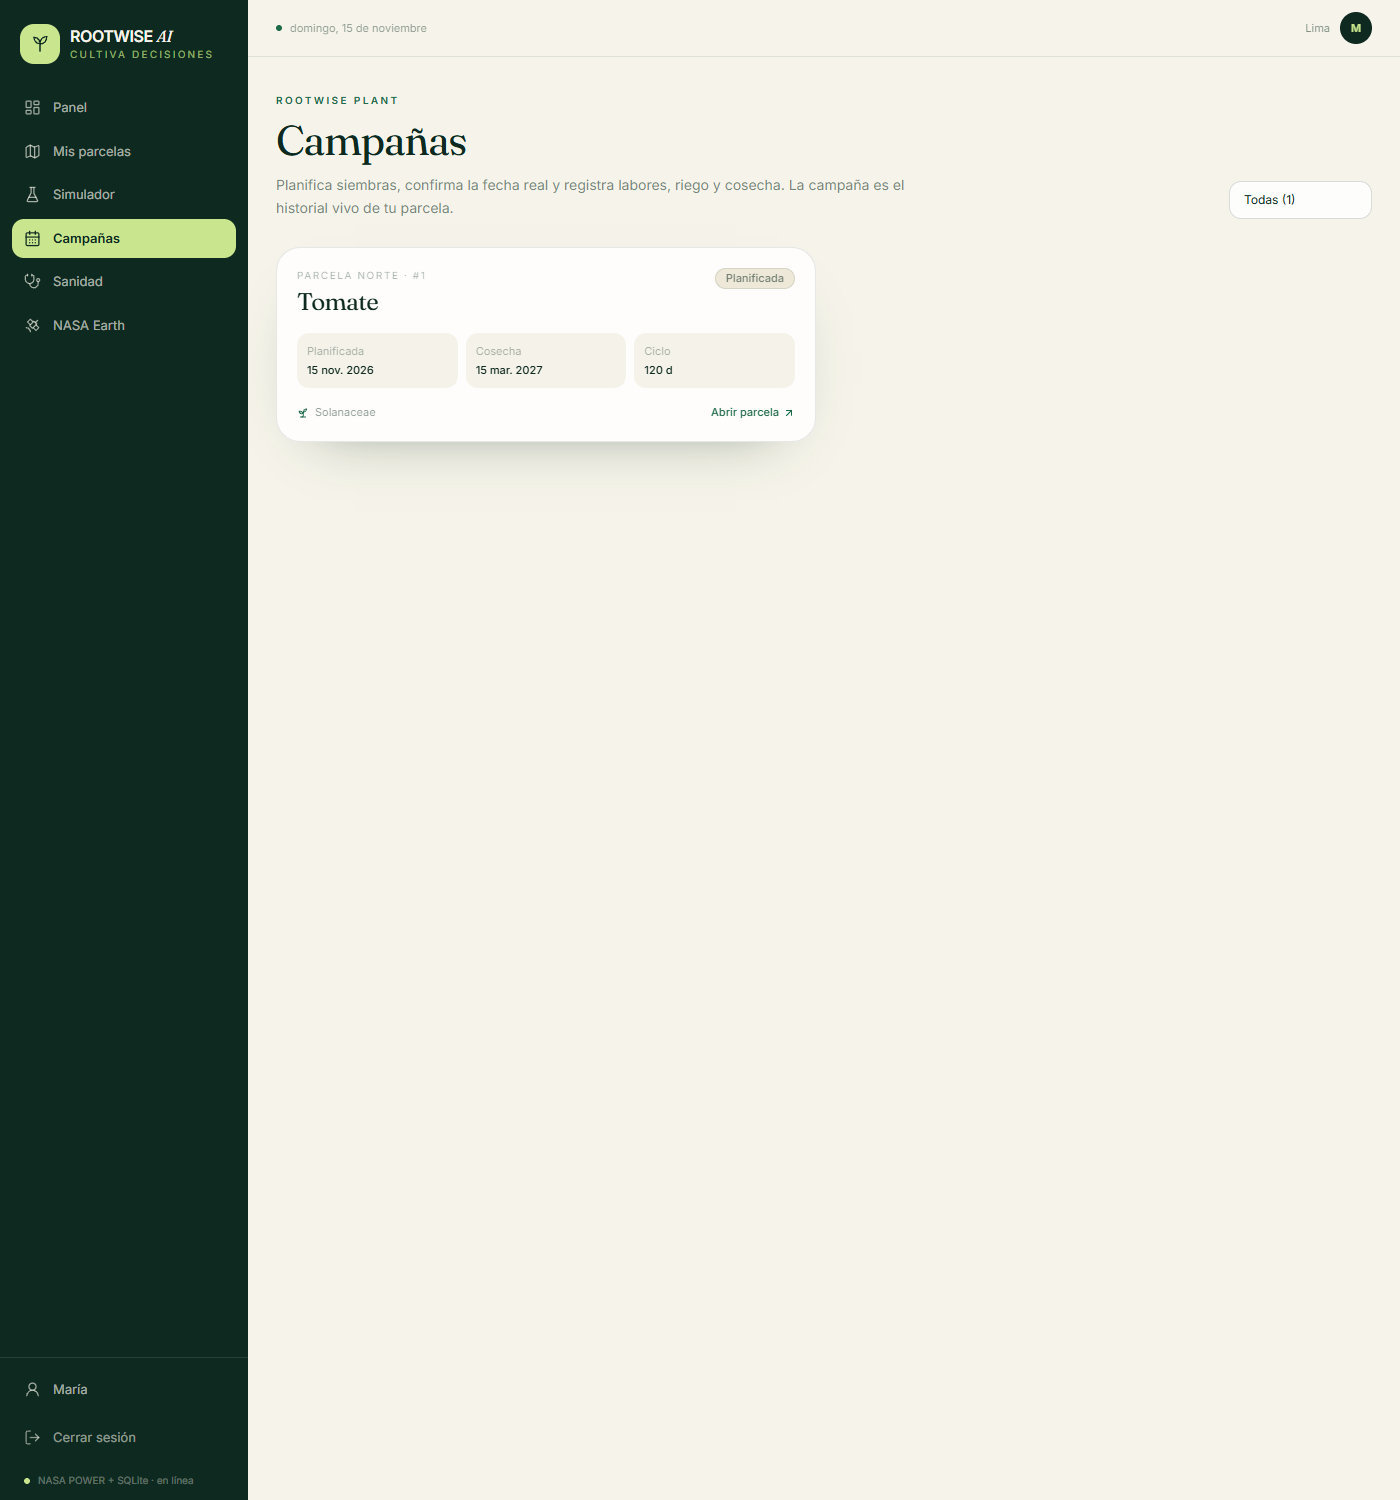 ROOTWISE AI
CULTIVA DECISIONES
Panel
Mis parcelas
Simulador
Campañas
Sanidad
NASA Earth
María
Cerrar sesión
NASA POWER + SQLite · en línea
domingo, 15 de noviembre
Lima
M
ROOTWISE PLANT
Campañas
Planifica siembras, confirma la fecha real y registra labores, riego y cosecha. La campaña es el
historial vivo de tu parcela.
Todas (1)
PARCELA NORTE · #1
Planificada
Tomate
Planificada
15 nov. 2026
Cosecha
15 mar. 2027
Ciclo
120 d
Solanaceae
Abrir parcela